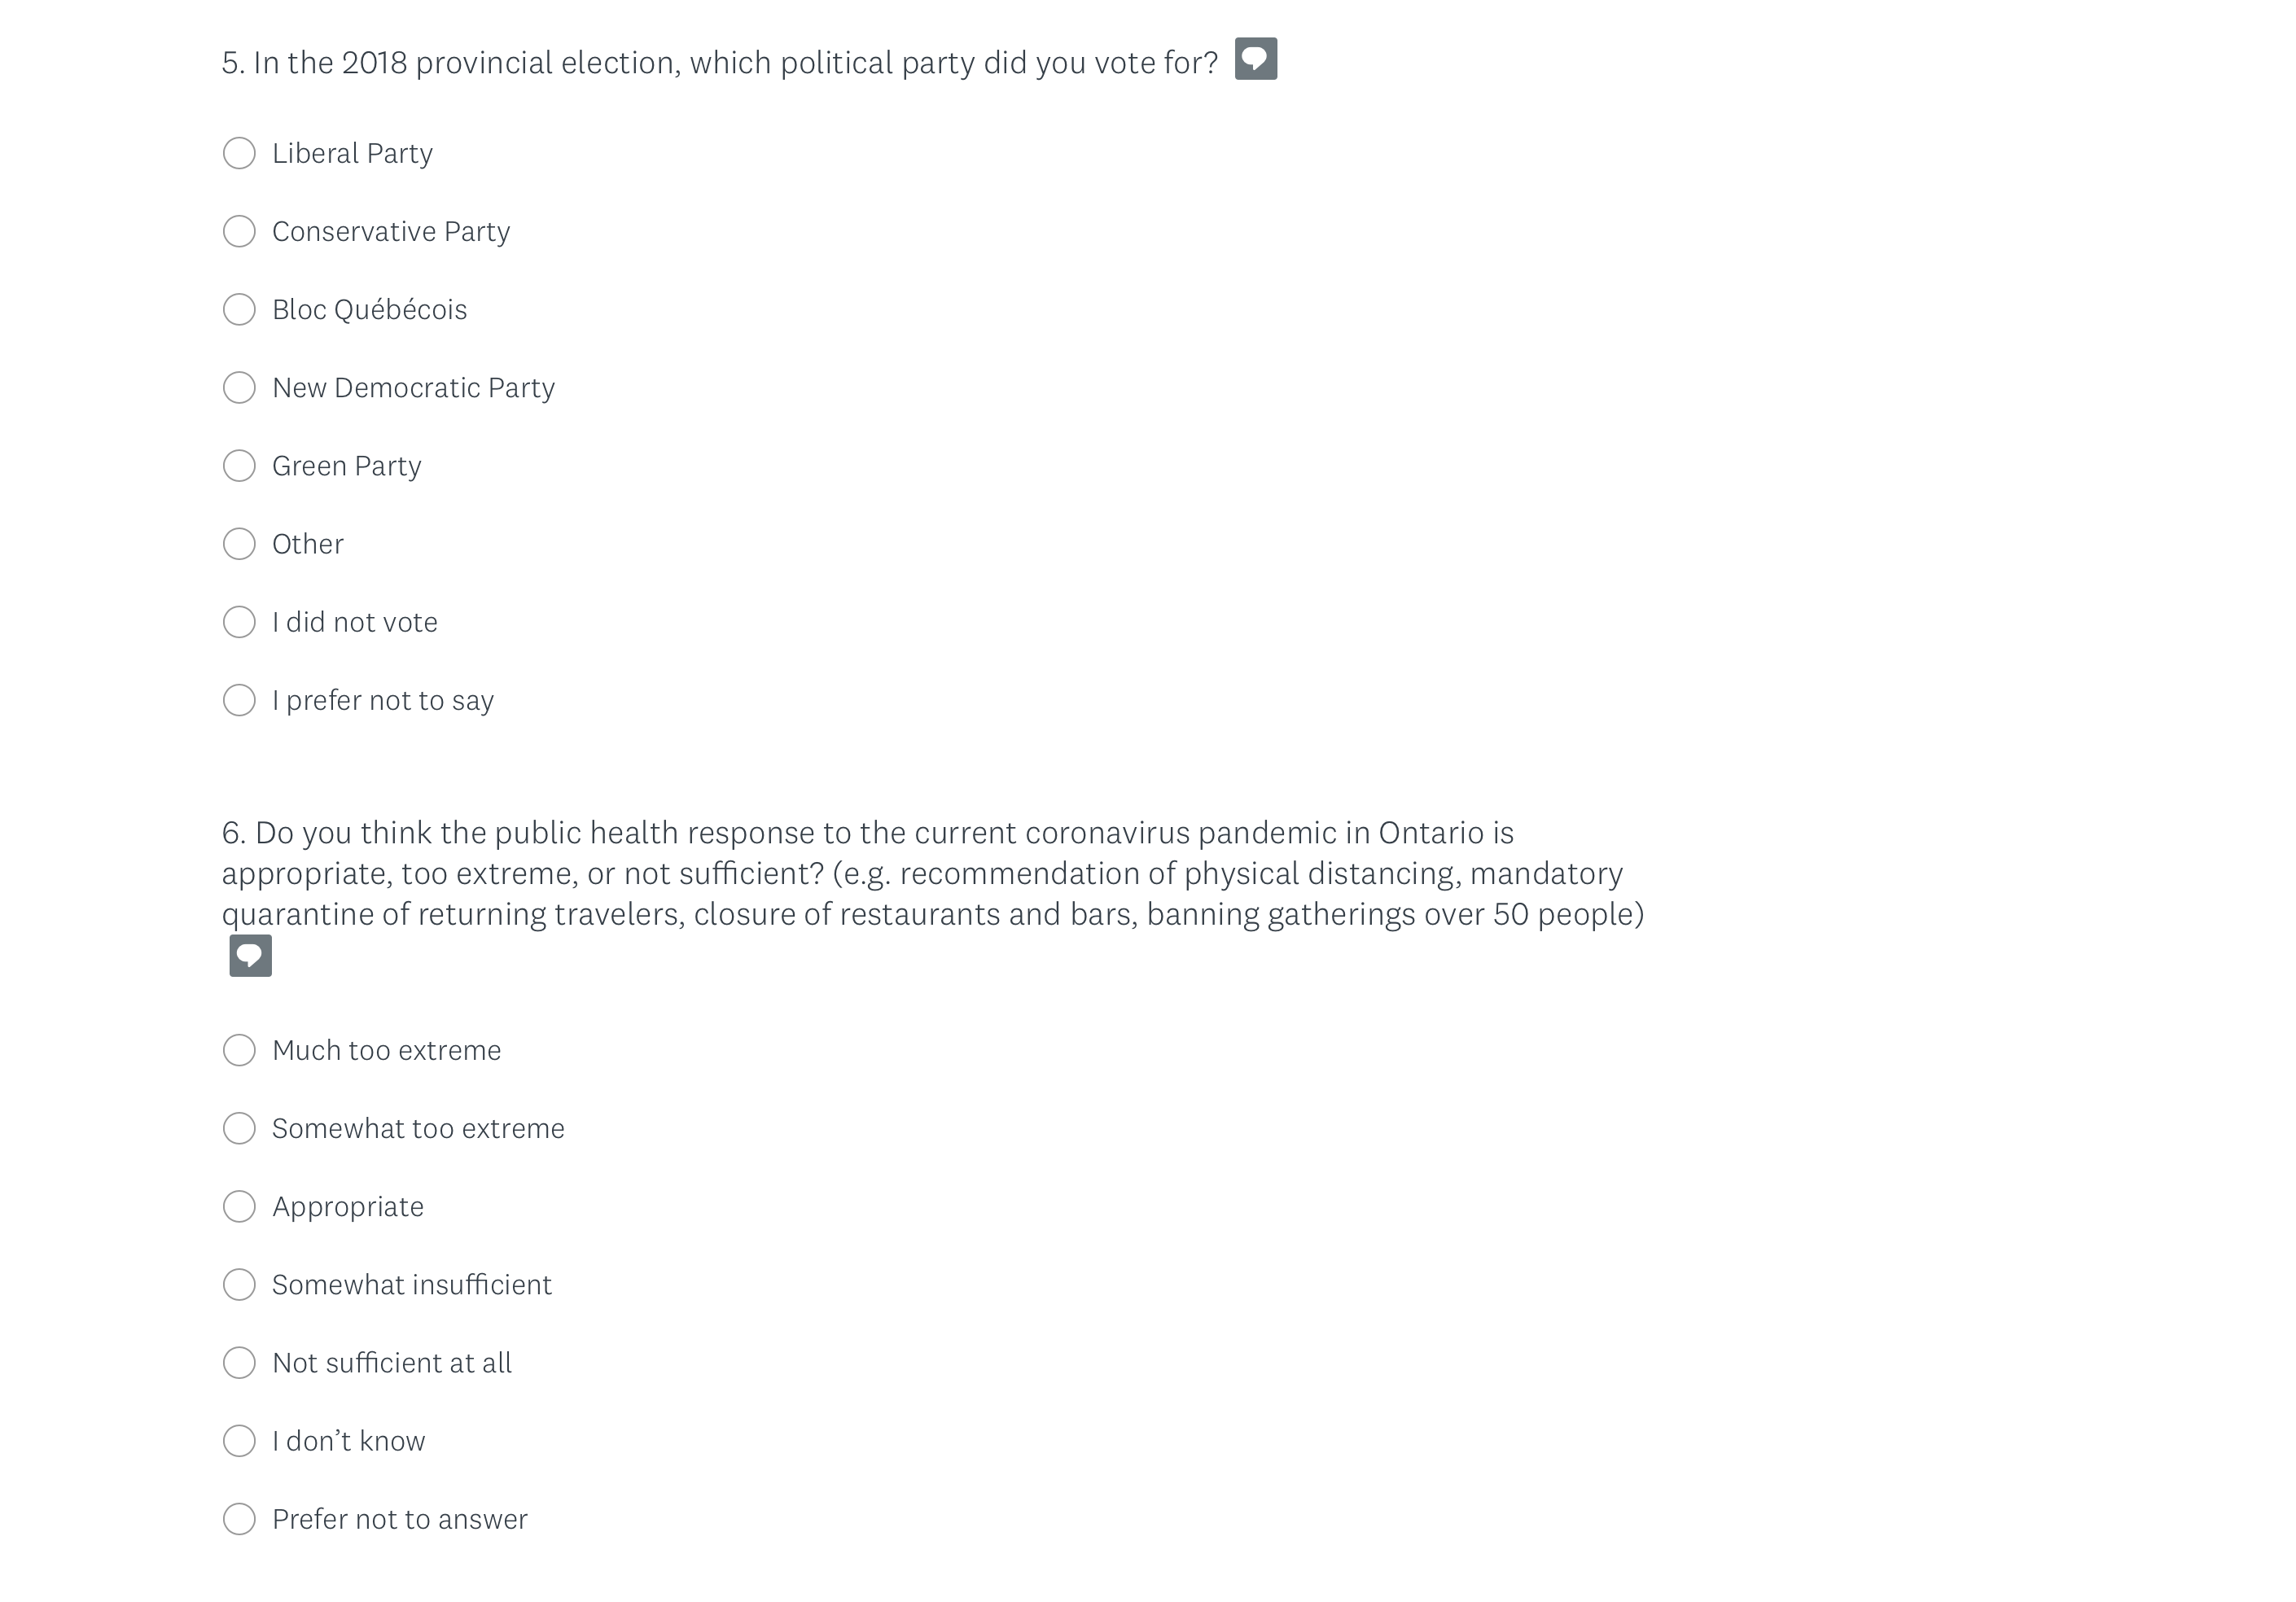 5. In the 2018 provincial election, which political party did you vote for?
Liberal Party
Conservative Party
Bloc Québécois
New Democratic Party
Green Party
Other
I did not vote
I prefer not to say
6. Do you think the public health response to the current coronavirus pandemic in Ontario is
appropriate, too extreme, or not sufficient? (e.g. recommendation of physical distancing, mandatory
quarantine of returning travelers, closure of restaurants and bars, banning gatherings over 50 people)
Much too extreme
Somewhat too extreme
Appropriate
Somewhat insufficient
Not sufficient at all
I don’t know
Prefer not to answer